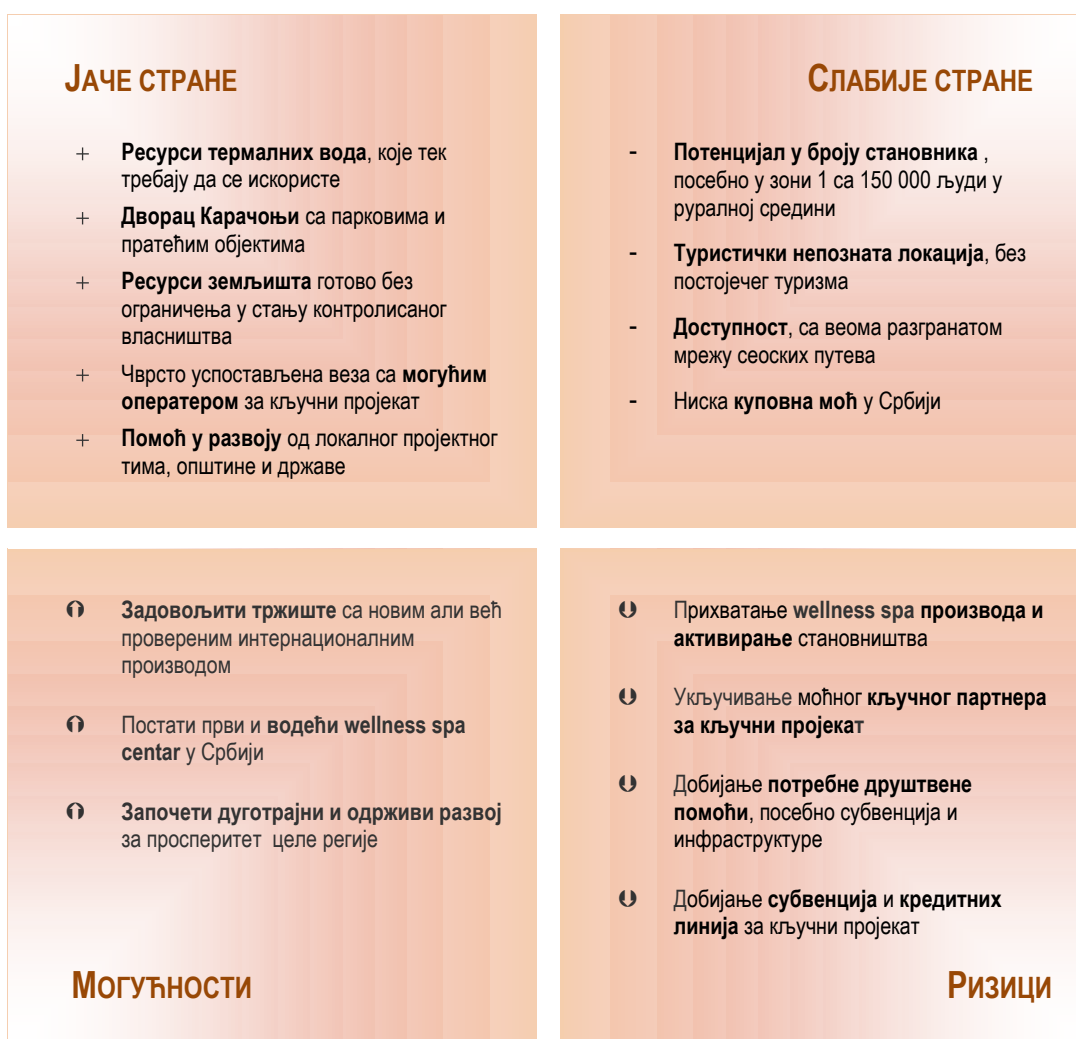 ЈАЧЕ СТРАНЕ
+ Ресурси термалних вода, које тек
требају да се искористе
+ Дворац Карачоњи са парковима и
пратећим објектима
+ Ресурси земљишта готово без
ограничења у стању контролисаног
власништва
+ Чврсто успостављена веза са могућим
оператером за кључни пројекат
+ Помоћ у развоју од локалног пројектног
тима, општине и државе
СЛАБИЈЕ СТРАНЕ
- Потенцијал у броју становника ,
посебно у зони 1 са 150 000 људи у
руралној средини
- Туристички непозната локација, без
постојечег туризма
- Доступност, са веома разгранатом
мрежу сеоских путева
- Ниска куповна моћ у Србији
Задовољити тржиште са новим али већ
провереним интернационалним
производом
Постати први и водећи wellness spa
centar у Србији
Започети дуготрајни и одрживи развој
за просперитет целе регије
МОГУЋНОСТИ
Прихватање wellness spa производа и
активирање становништва
Укључивање моћног кључног партнера
за кључни пројекат
Добијање потребне друштвене
помоћи, посебно субвенција и
инфраструктуре
Добијање субвенција и кредитних
линија за кључни пројекат
РИЗИЦИ